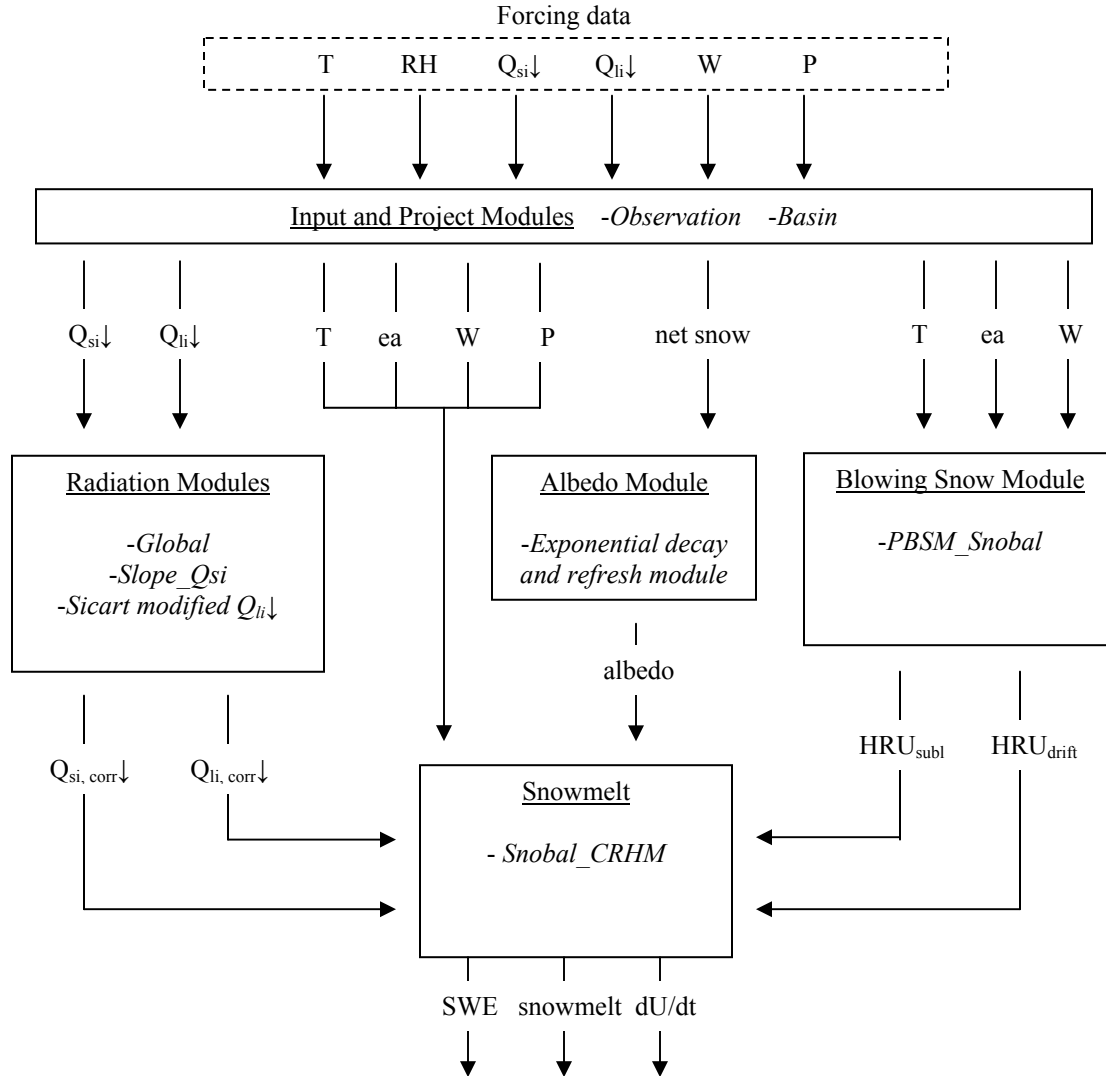 Forcing data
T RH Qsi↓ Qli↓ W P
Input and Project Modules -Observation -Basin
Qsi↓ Qli↓ T ea W P net snow T ea W
Radiation Modules
-Global
-Slope_Qsi
-Sicart modified Qli↓
Albedo Module
-Exponential decay
and refresh module
Blowing Snow Module
-PBSM_Snobal
albedo
Qsi, corr↓ Qli, corr↓
HRUsubl HRUdrift
Snowmelt
- Snobal_CRHM
SWE snowmelt dU/dt